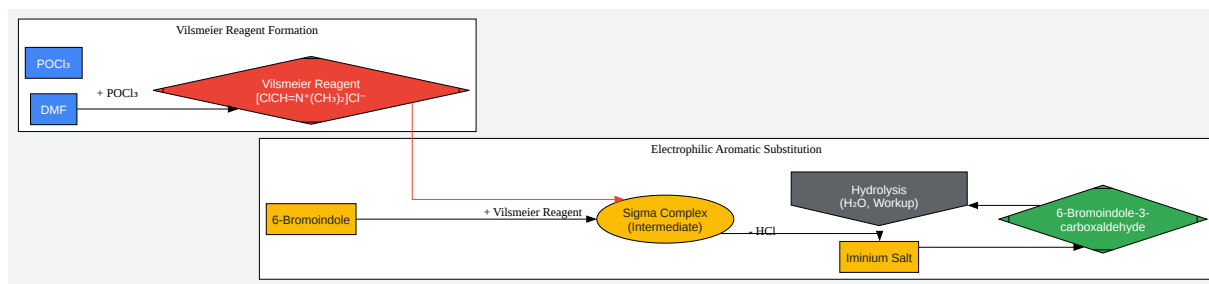 Vilsmeier Reagent Formation
POCl₃
DMF
+ POCl₃
Vilsmeier Reagent
[ClCH=N⁺(CH₃)₂]Cl⁻
Electrophilic Aromatic Substitution
6-Bromoindole
+ Vilsmeier Reagent
Sigma Complex
(Intermediate)
- HCl
Hydrolysis
(H₂O, Workup)
Iminium Salt
6-Bromoindole-3-
carboxaldehyde